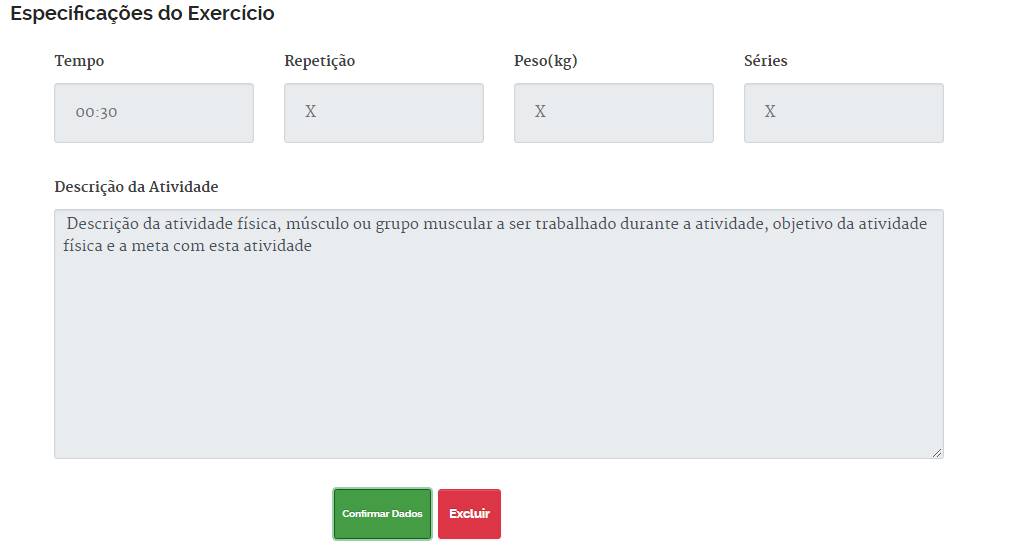 Especificações do Exercício
Tempo Repetição Peso(kg) Séries
00:30 X X X
Descrição da Atividade
Descrição da atividade física, músculo ou grupo muscular a ser trabalhado durante a atividade, objetivo da atividade
física e a meta com esta atividade
Confirmar Dados Excluir